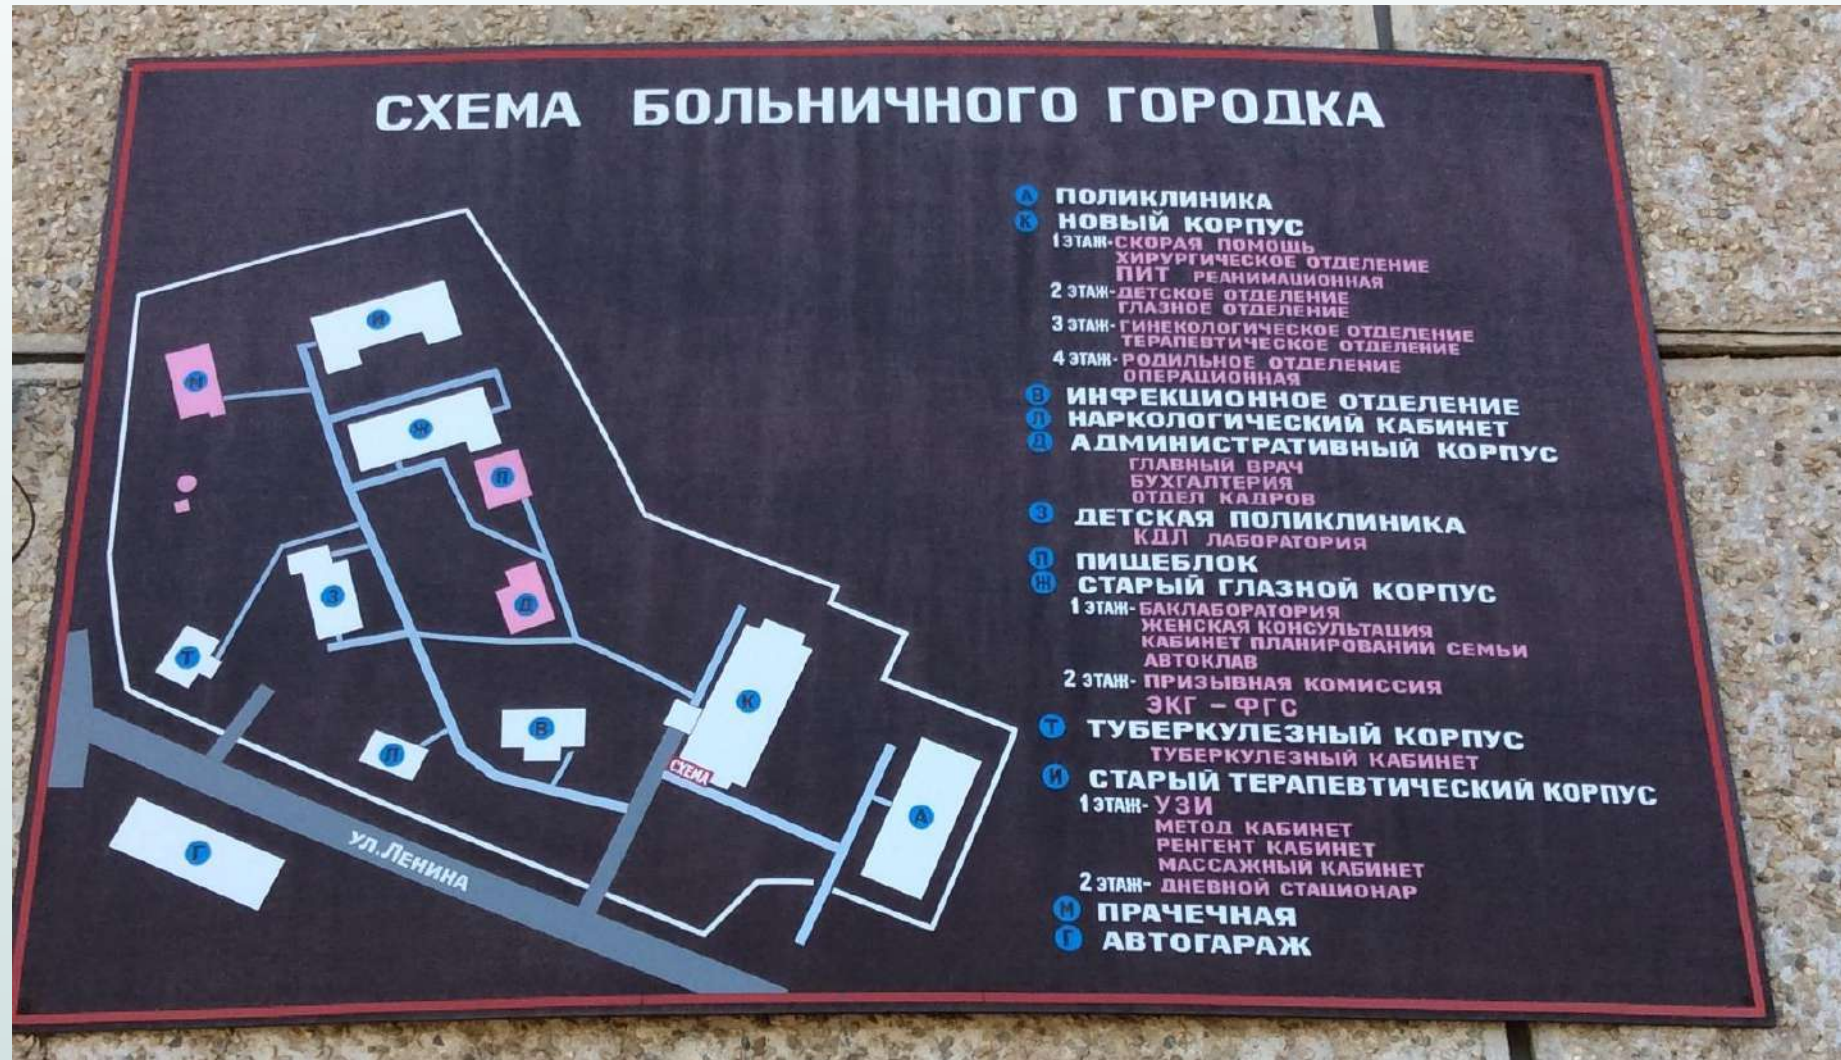 СХЕМА БОЛЬНИЧНОГО ГОРОДКА
А ПОЛИКЛИНИКА
К НОВЫЙ КОРПУС
1 ЭТАЖ-СКОРАЯ ПОМОЩЬ
ХИРУРГИЧЕСКОЕ ОТДЕЛЕНИЕ
ПИТ РЕАНИМАЦИОННАЯ
2 ЭТАЖ-ДЕТСКОЕ ОТДЕЛЕНИЕ
ГЛАЗНОЕ ОТДЕЛЕНИЕ
3 ЭТАЖ-ГИНЕКОЛОГИЧЕСКОЕ ОТДЕЛЕНИЕ
ТЕРАПЕВТИЧЕСКОЕ ОТДЕЛЕНИЕ
4 ЭТАЖ-РОДИЛЬНОЕ ОТДЕЛЕНИЕ
ОПЕРАЦИОННАЯ
В ИНФЕКЦИОННОЕ ОТДЕЛЕНИЕ
Л НАРКОЛОГИЧЕСКИЙ КАБИНЕТ
Д АДМИНИСТРАТИВНЫЙ КОРПУС
ГЛАВНЫЙ ВРАЧ
БУХГАЛТЕРИЯ
ОТДЕЛ КАДРОВ
З ДЕТСКАЯ ПОЛИКЛИНИКА
КДЛ ЛАБОРАТОРИЯ
П ПИЩЕБЛОК
Ж СТАРЫЙ ГЛАЗНОЙ КОРПУС
1 ЭТАЖ-БАКЛАБОРАТОРИЯ
ЖЕНСКАЯ КОНСУЛЬТАЦИЯ
КАБИНЕТ ПЛАНИРОВАНИИ СЕМЬИ
АВТОКЛАВ
2 ЭТАЖ- ПРИЗЫВНАЯ КОМИССИЯ
ЭКГ - ФГС
Т ТУБЕРКУЛЕЗНЫЙ КОРПУС
ТУБЕРКУЛЕЗНЫЙ КАБИНЕТ
И СТАРЫЙ ТЕРАПЕВТИЧЕСКИЙ КОРПУС
1 ЭТАЖ-УЗИ
МЕТОД КАБИНЕТ
РЕНГЕНТ КАБИНЕТ
МАССАЖНЫЙ КАБИНЕТ
2 ЭТАЖ- ДНЕВНОЙ СТАЦИОНАР
М ПРАЧЕЧНАЯ
Г АВТОГАРАЖ
И
М
Ж
П
З
Д
Т
К
В
Л
СХЕМА
А
Г
УЛ.ЛЕНИНА